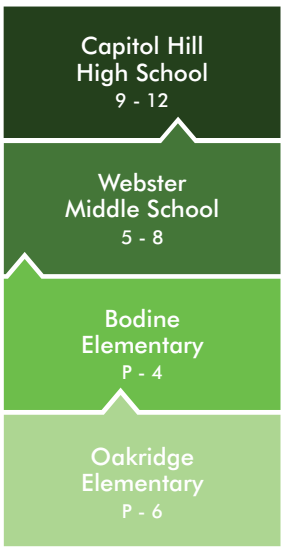 Capitol Hill
High School
9 - 12
Webster
Middle School
5 - 8
Bodine
Elementary
P - 4
Oakridge
Elementary
P - 6